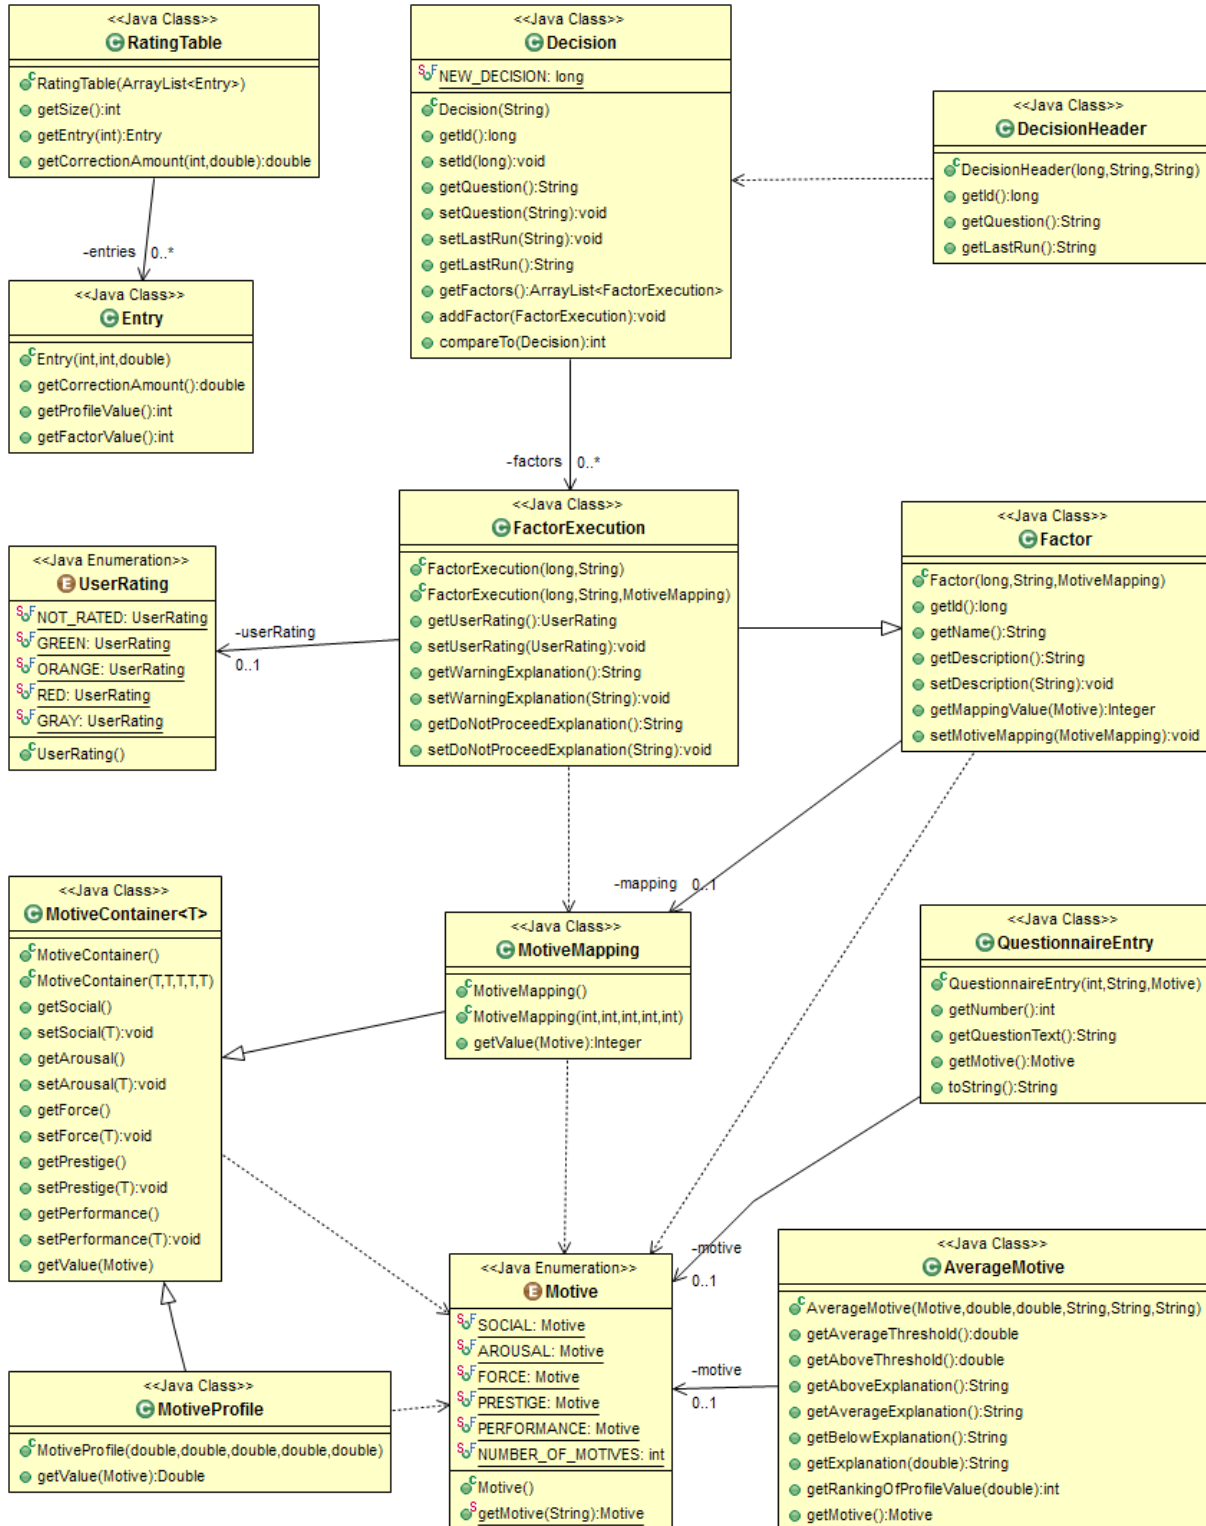 <<Java Class>>
RatingTable
RatingTable(ArrayList<Entry>)
getSize():int
getEntry(int):Entry
getCorrectionAmount(int,double):double
-entries 0..*
<<Java Class>>
Entry
Entry(int,int,double)
getCorrectionAmount():double
getProfileValue():int
getFactorValue():int
<<Java Class>>
Decision
NEW_DECISION: long
Decision(String)
getId():long
setId(long):void
getQuestion():String
setQuestion(String):void
setLastRun(String):void
getLastRun():String
getFactors():ArrayList<FactorExecution>
addFactor(FactorExecution):void
compareTo(Decision):int
<<Java Class>>
DecisionHeader
DecisionHeader(long,String,String)
getId():long
getQuestion():String
getLastRun():String
-factors 0..*
<<Java Class>>
FactorExecution
FactorExecution(long,String)
FactorExecution(long,String,MotiveMapping)
getUserRating():UserRating
setUserRating(UserRating):void
getWarningExplanation():String
setWarningExplanation(String):void
getDoNotProceedExplanation():String
setDoNotProceedExplanation(String):void
<<Java Class>>
Factor
Factor(long,String,MotiveMapping)
getId():long
getName():String
getDescription():String
setDescription(String):void
getMappingValue(Motive):Integer
setMotiveMapping(MotiveMapping):void
<<Java Enumeration>>
UserRating
NOT_RATED: UserRating
GREEN: UserRating
ORANGE: UserRating
RED: UserRating
GRAY: UserRating
UserRating()
-userRating
0..1
-mapping 0..1
<<Java Class>>
MotiveContainer<T>
MotiveContainer()
MotiveContainer(T,T,T,T,T)
getSocial()
setSocial(T):void
getArousal()
setArousal(T):void
getForce()
setForce(T):void
getPrestige()
setPrestige(T):void
getPerformance()
setPerformance(T):void
getValue(Motive)
<<Java Class>>
MotiveMapping
MotiveMapping()
MotiveMapping(int,int,int,int,int)
getValue(Motive):Integer
<<Java Class>>
QuestionnaireEntry
QuestionnaireEntry(int,String,Motive)
getNumber():int
getQuestionText():String
getMotive():Motive
toString():String
-motive
0..1
<<Java Class>>
MotiveProfile
MotiveProfile(double,double,double,double,double)
getValue(Motive):Double
<<Java Enumeration>>
Motive
SOCIAL: Motive
AROUSAL: Motive
FORCE: Motive
PRESTIGE: Motive
PERFORMANCE: Motive
NUMBER_OF_MOTIVES: int
Motive()
getMotive(String):Motive
-motive
0..1
<<Java Class>>
AverageMotive
AverageMotive(Motive,double,double,String,String,String)
getAverageThreshold():double
getAboveThreshold():double
getAboveExplanation():String
getAverageExplanation():String
getBelowExplanation():String
getExplanation(double):String
getRankingOfProfileValue(double):int
getMotive():Motive